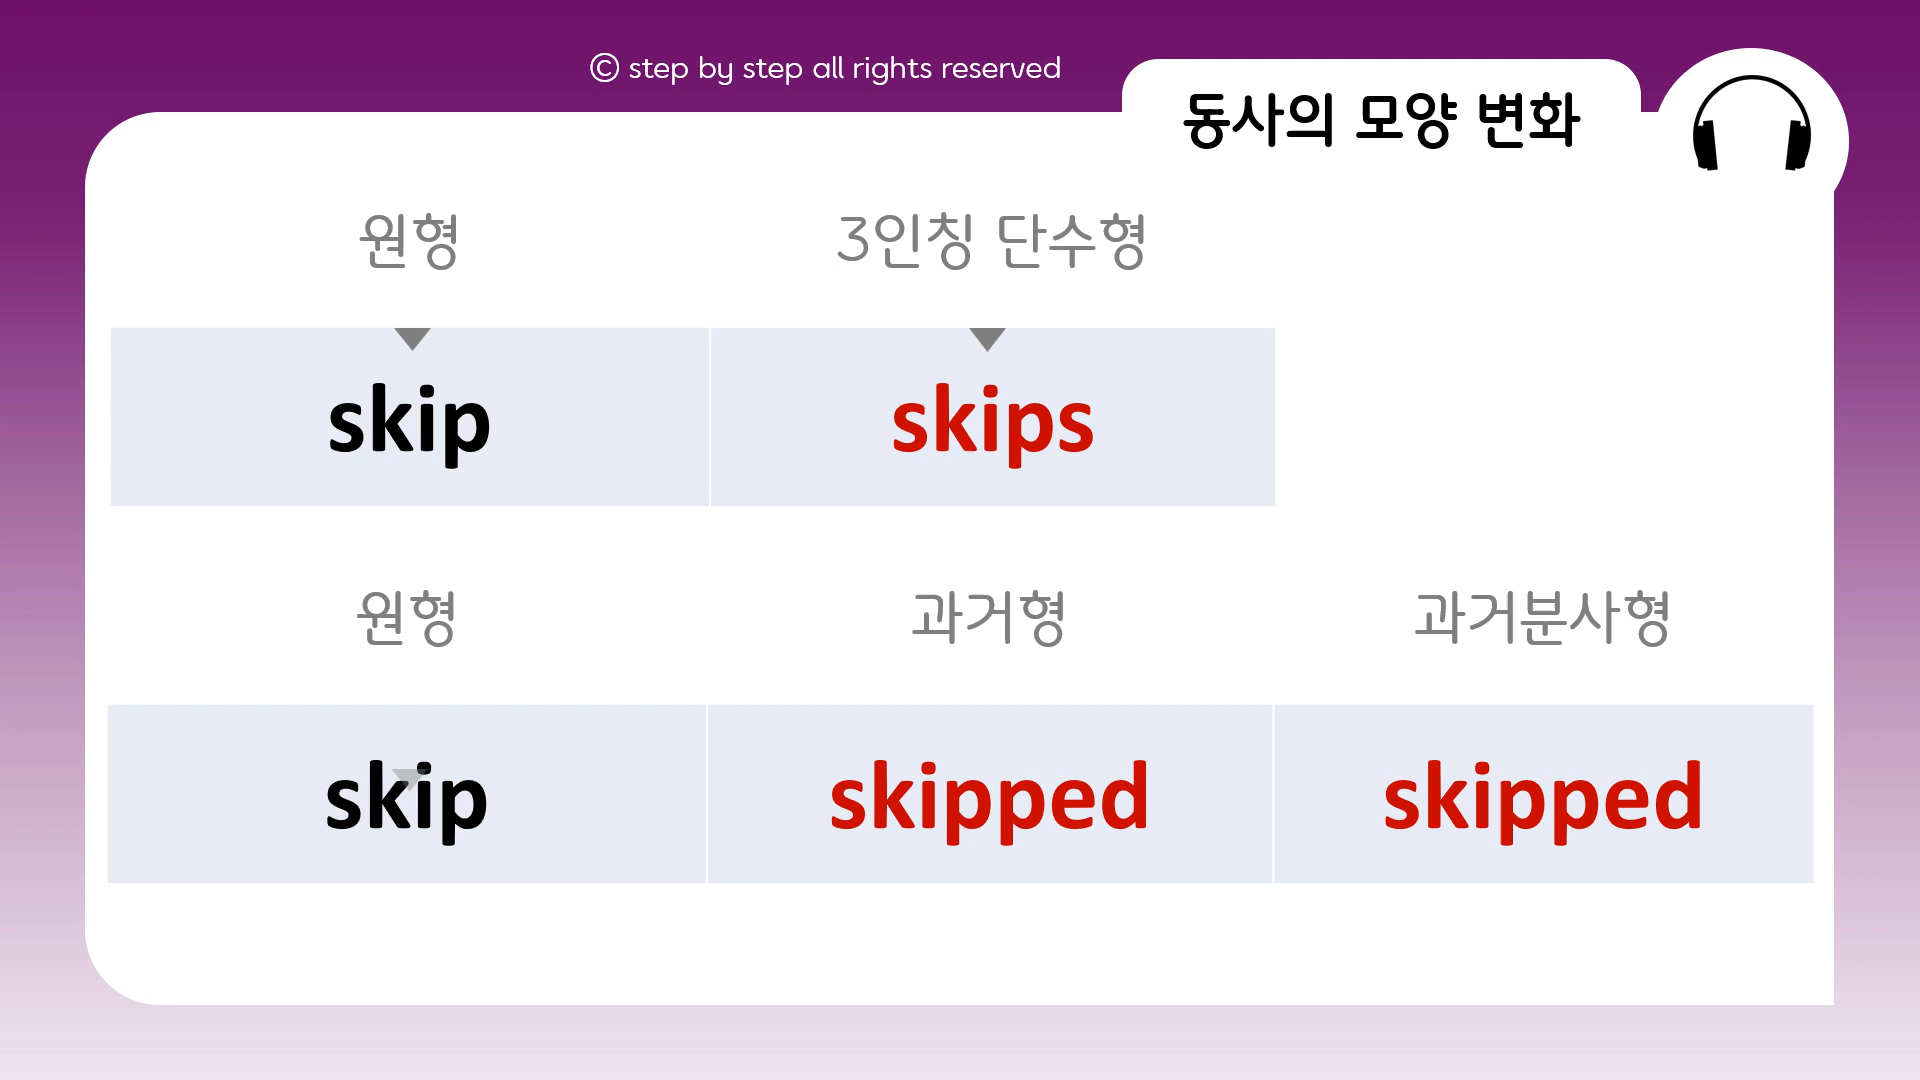 © step by step all rights reserved
동사의 모양 변화
원형 3인칭 단수형
skip skips
원형 과거형 과거분사형
skip skipped skipped